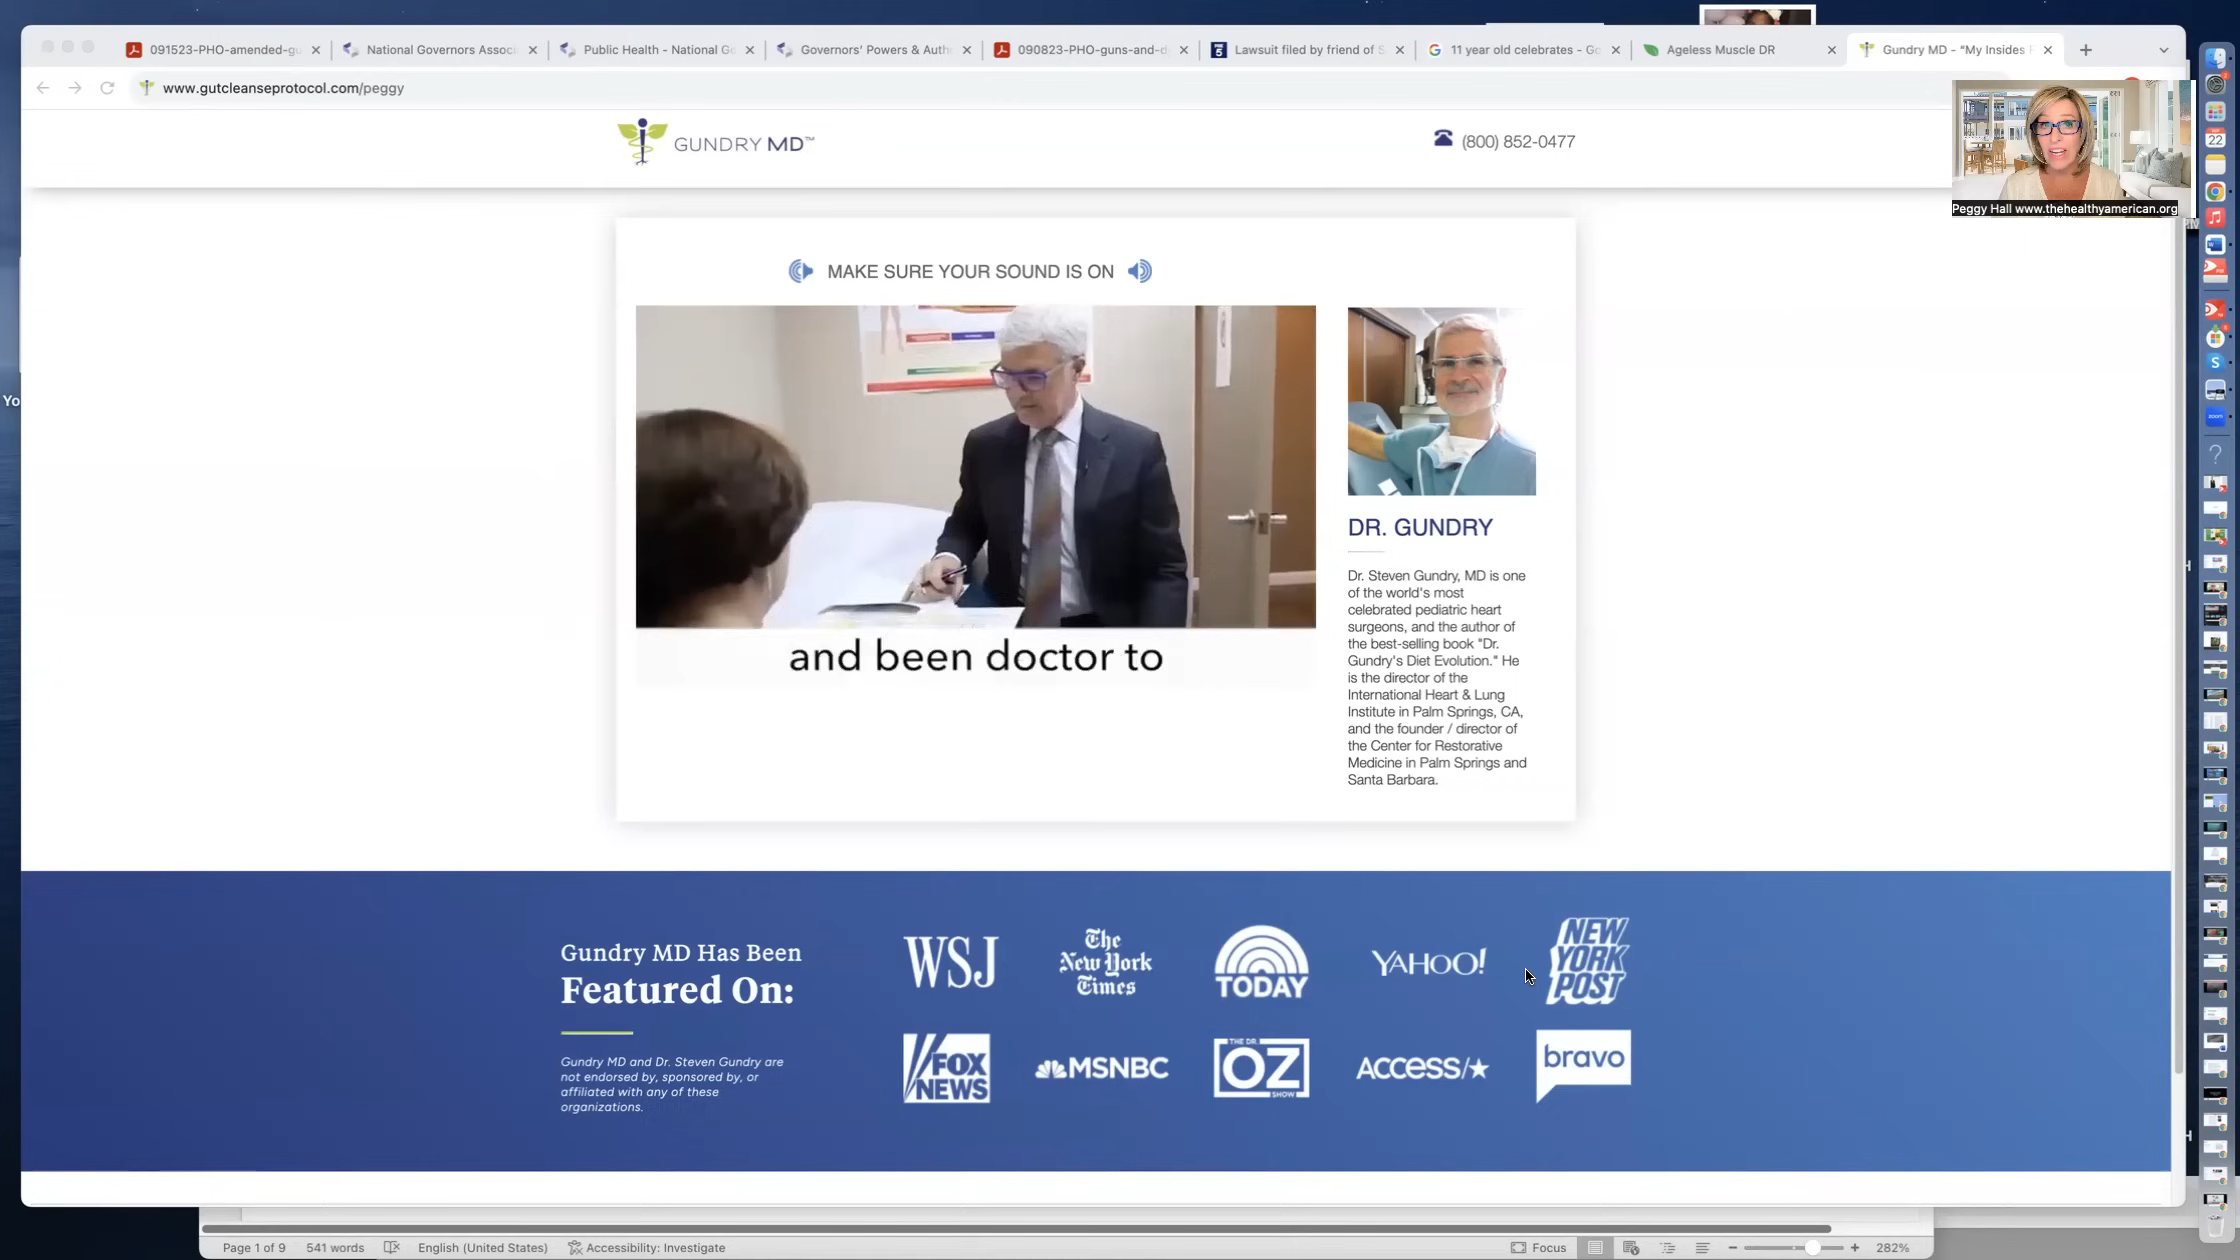 091523-PHO-amended-gu
National Governors Associ
Public Health - National Go
Governors' Powers & Auth
090823-PHO-guns-and-d
Lawsuit filed by friend of S
11 year old celebrates - Go
Ageless Muscle DR
Gundry MD - "My Insides F
www.gutcleanseprotocol.com/peggy
GUNDRY MD™
(800) 852-0477
Peggy Hall www.thehealthyamerican.org
22
MAKE SURE YOUR SOUND IS ON
Yo
and been doctor to
DR. GUNDRY
Dr. Steven Gundry, MD is one
of the world's most
celebrated pediatric heart
surgeons, and the author of
the best-selling book "Dr.
Gundry's Diet Evolution." He
is the director of the
International Heart & Lung
Institute in Palm Springs, CA,
and the founder / director of
the Center for Restorative
Medicine in Palm Springs and
Santa Barbara.
Gundry MD Has Been
Featured On:
Gundry MD and Dr. Steven Gundry are
not endorsed by, sponsored by, or
affiliated with any of these
organizations.
WSJ
The
New York
Times
TODAY
YAHOO!
NEW
YORK
POST
FOX
NEWS
MSNBC
THE DR.
OZ
SHOW
ACCESS/★
bravo
Page 1 of 9
541 words
English (United States)
Accessibility: Investigate
Focus
282%